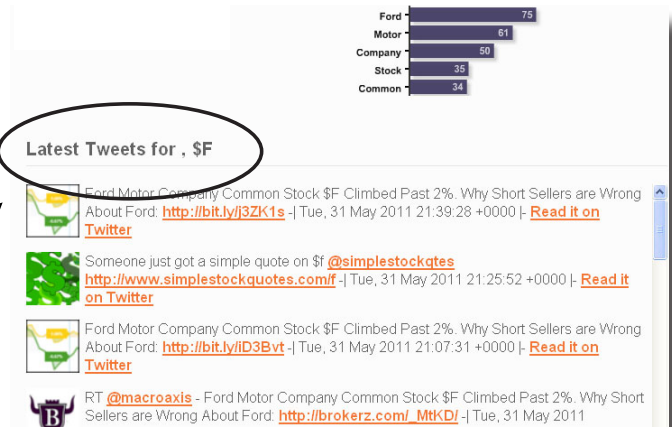 Ford 75
Motor 61
Company 50
Stock 35
Common 34
Latest Tweets for , $F
Ford Motor Company Common Stock $F Climbed Past 2%. Why Short Sellers are Wrong
About Ford: http://bit.ly/j3ZK1s -| Tue, 31 May 2011 21:39:28 +0000 |- Read it on
Twitter
Someone just got a simple quote on $f @simplestockqtes
http://www.simplestockquotes.com/f -| Tue, 31 May 2011 21:25:52 +0000 |- Read it
on Twitter
Ford Motor Company Common Stock $F Climbed Past 2%. Why Short Sellers are Wrong
About Ford: http://bit.ly/iD3Bvt -| Tue, 31 May 2011 21:07:31 +0000 |- Read it on
Twitter
RT @macroaxis - Ford Motor Company Common Stock $F Climbed Past 2%. Why Short
B
Sellers are Wrong About Ford: http://brokerz.com/_MtKD/ -| Tue, 31 May 2011